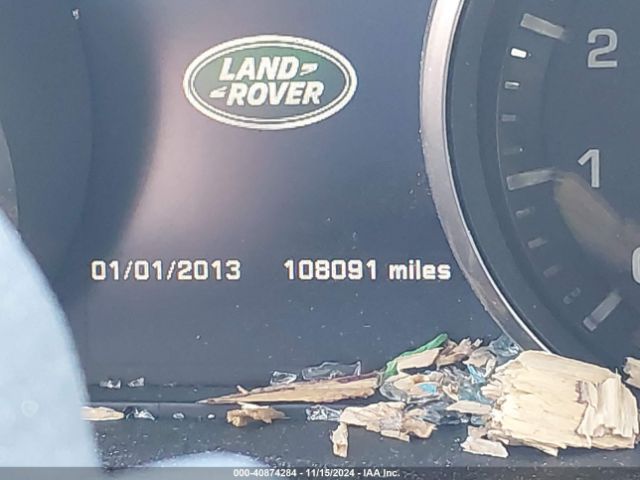 LAND
ROVER
2
1
01/01/2013 108091 miles
000-40874284 - 11/15/2024 - IAA Inc.